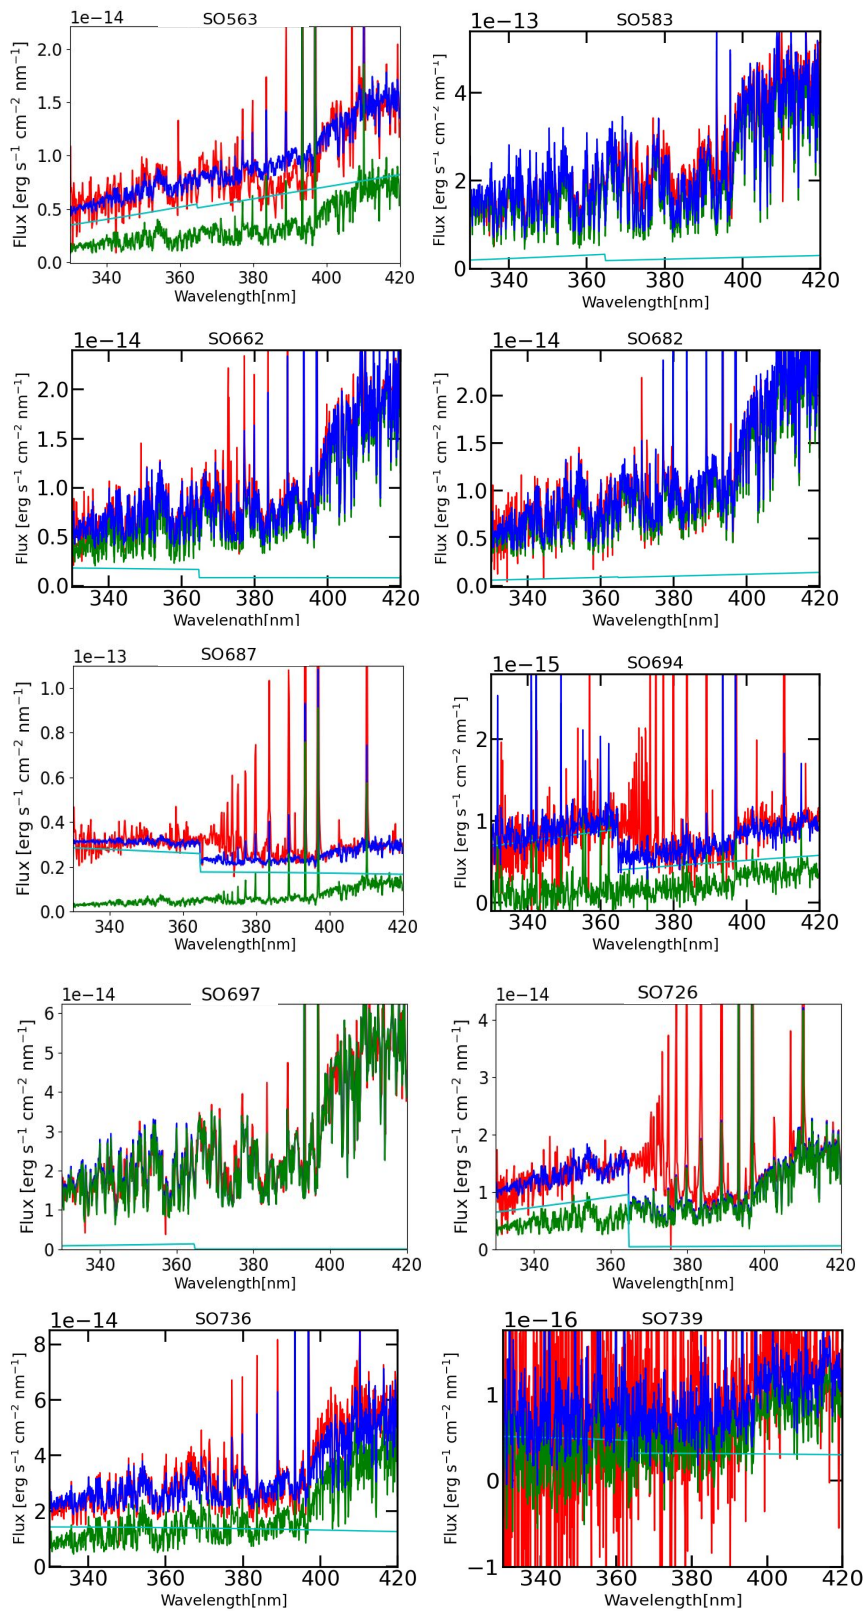 1e−14 SO563
Flux [erg s⁻¹ cm⁻² nm⁻¹]
2.0
1.5
1.0
0.5
0.0
340 360 380 400 420
Wavelength[nm]
1e−13 SO583
Flux [erg s⁻¹ cm⁻² nm⁻¹]
4
2
0
340 360 380 400 420
Wavelength[nm]
1e−14 SO662
Flux [erg s⁻¹ cm⁻² nm⁻¹]
2.0
1.5
1.0
0.5
0.0
340 360 380 400 420
Wavelength[nm]
1e−14 SO682
Flux [erg s⁻¹ cm⁻² nm⁻¹]
2.0
1.5
1.0
0.5
0.0
340 360 380 400 420
Wavelength[nm]
1e−13 SO687
Flux [erg s⁻¹ cm⁻² nm⁻¹]
1.0
0.8
0.6
0.4
0.2
0.0
340 360 380 400 420
Wavelength[nm]
1e−15 SO694
Flux [erg s⁻¹ cm⁻² nm⁻¹]
2
1
0
340 360 380 400 420
Wavelength[nm]
1e−14 SO697
Flux [erg s⁻¹ cm⁻² nm⁻¹]
6
5
4
3
2
1
0
340 360 380 400 420
Wavelength[nm]
1e−14 SO726
Flux [erg s⁻¹ cm⁻² nm⁻¹]
4
3
2
1
0
340 360 380 400 420
Wavelength[nm]
1e−14 SO736
Flux [erg s⁻¹ cm⁻² nm⁻¹]
8
6
4
2
0
340 360 380 400 420
Wavelength[nm]
1e−16 SO739
Flux [erg s⁻¹ cm⁻² nm⁻¹]
1
0
−1
340 360 380 400 420
Wavelength[nm]